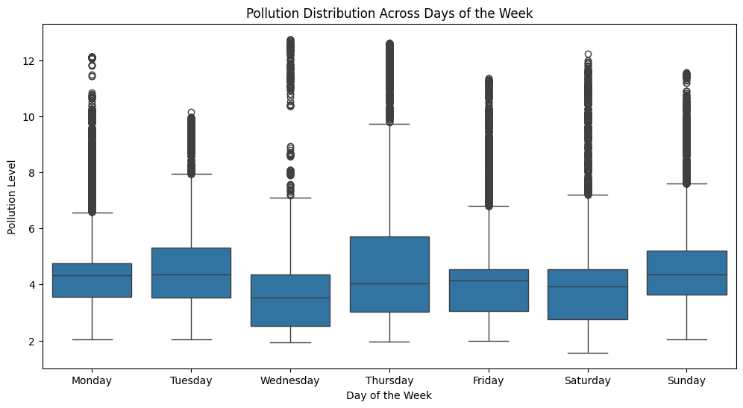 Pollution Distribution Across Days of the Week
12
10
8
6
4
2
Pollution Level
Monday Tuesday Wednesday Thursday Friday Saturday Sunday
Day of the Week